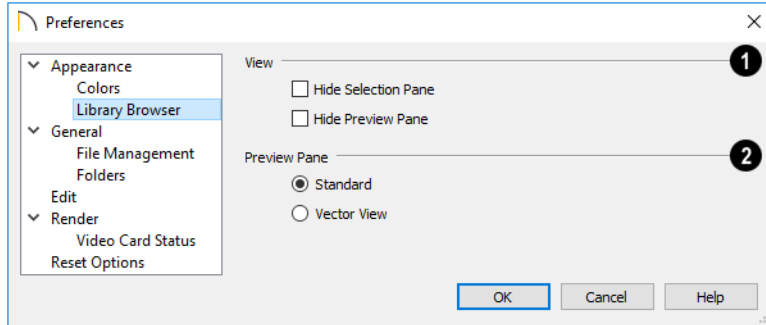 Preferences
Appearance
Colors
Library Browser
General
File Management
Folders
Edit
Render
Video Card Status
Reset Options
View
1
Hide Selection Pane
Hide Preview Pane
Preview Pane
2
Standard
Vector View
OK
Cancel
Help